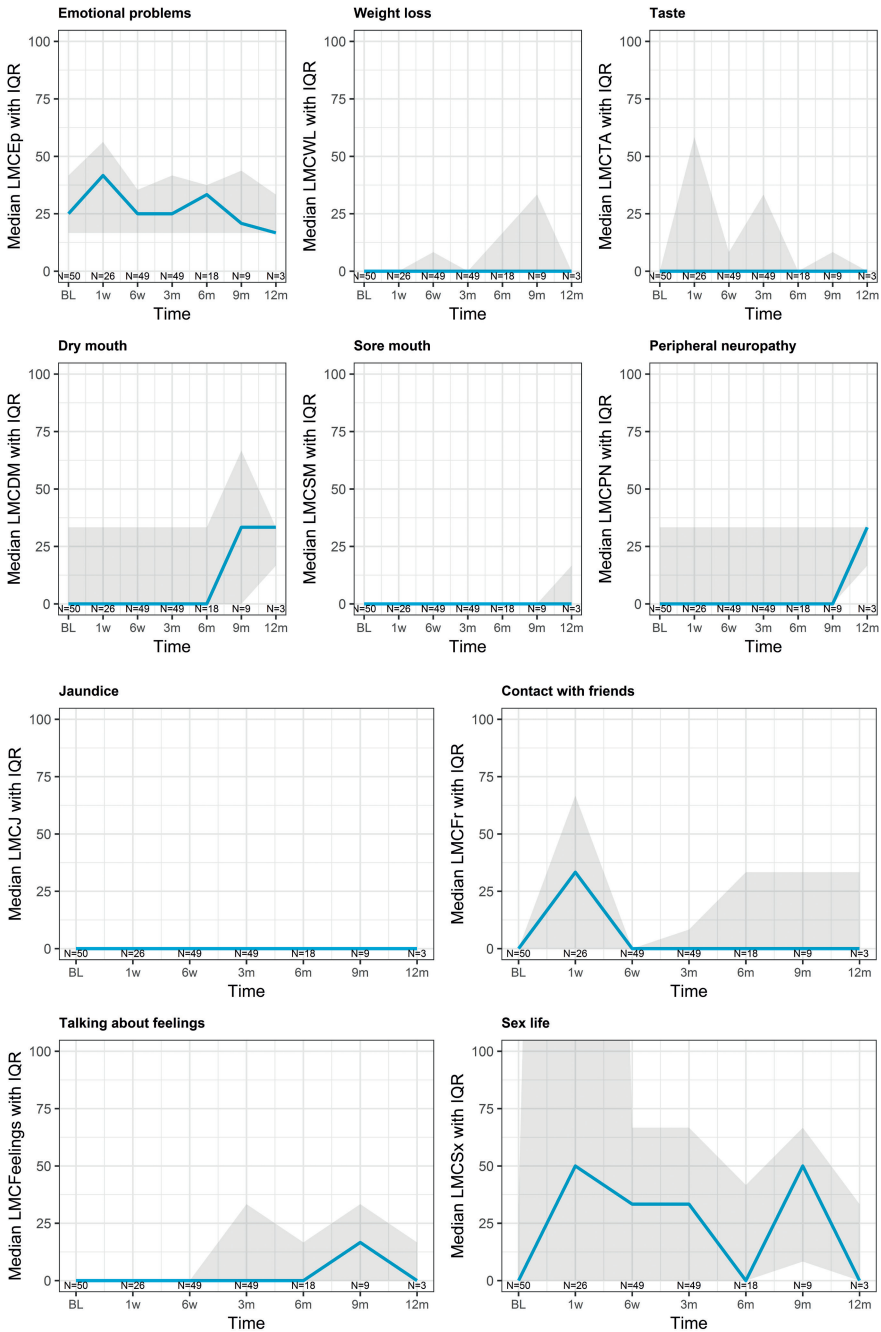 Emotional problems
Median LMCEp with IQR
100
75
50
25
0
N=50 N=26 N=49 N=49 N=18 N=9 N=3
BL 1w 6w 3m 6m 9m 12m
Time
Weight loss
Median LMCWL with IQR
100
75
50
25
0
N=50 N=26 N=49 N=49 N=18 N=9 N=3
BL 1w 6w 3m 6m 9m 12m
Time
Taste
Median LMCTA with IQR
100
75
50
25
0
N=50 N=26 N=49 N=49 N=18 N=9 N=3
BL 1w 6w 3m 6m 9m 12m
Time
Dry mouth
Median LMCDM with IQR
100
75
50
25
0
N=50 N=26 N=49 N=49 N=18 N=9 N=3
BL 1w 6w 3m 6m 9m 12m
Time
Sore mouth
Median LMCSM with IQR
100
75
50
25
0
N=50 N=26 N=49 N=49 N=18 N=9 N=3
BL 1w 6w 3m 6m 9m 12m
Time
Peripheral neuropathy
Median LMCPN with IQR
100
75
50
25
0
N=50 N=26 N=49 N=49 N=18 N=9 N=3
BL 1w 6w 3m 6m 9m 12m
Time
Jaundice
Median LMCJ with IQR
100
75
50
25
0
N=50 N=26 N=49 N=49 N=18 N=9 N=3
BL 1w 6w 3m 6m 9m 12m
Time
Contact with friends
Median LMCFr with IQR
100
75
50
25
0
N=50 N=26 N=49 N=49 N=18 N=9 N=3
BL 1w 6w 3m 6m 9m 12m
Time
Talking about feelings
Median LMCFeelings with IQR
100
75
50
25
0
N=50 N=26 N=49 N=49 N=18 N=9 N=3
BL 1w 6w 3m 6m 9m 12m
Time
Sex life
Median LMCSx with IQR
100
75
50
25
0
N=50 N=26 N=49 N=49 N=18 N=9 N=3
BL 1w 6w 3m 6m 9m 12m
Time